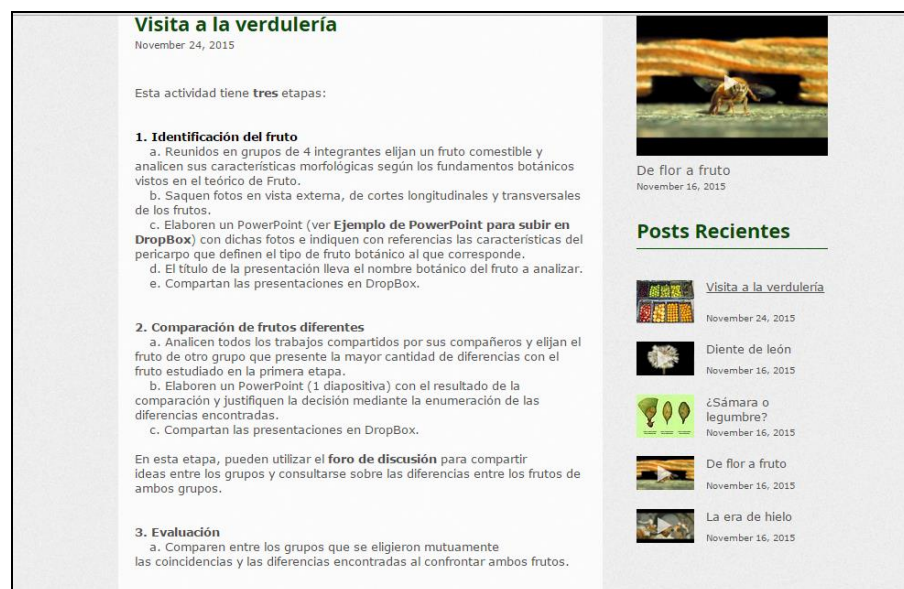 Visita a la verdulería
November 24, 2015
Esta actividad tiene tres etapas:
1. Identificación del fruto
a. Reunidos en grupos de 4 integrantes elijan un fruto comestible y
analicen sus características morfológicas según los fundamentos botánicos
vistos en el teórico de Fruto.
b. Saquen fotos en vista externa, de cortes longitudinales y transversales
de los frutos.
c. Elaboren un PowerPoint (ver Ejemplo de PowerPoint para subir en
DropBox) con dichas fotos e indiquen con referencias las características del
pericarpo que definen el tipo de fruto botánico al que corresponde.
d. El título de la presentación lleva el nombre botánico del fruto a analizar.
e. Compartan las presentaciones en DropBox.
2. Comparación de frutos diferentes
a. Analicen todos los trabajos compartidos por sus compañeros y elijan el
fruto de otro grupo que presente la mayor cantidad de diferencias con el
fruto estudiado en la primera etapa.
b. Elaboren un PowerPoint (1 diapositiva) con el resultado de la
comparación y justifiquen la decisión mediante la enumeración de las
diferencias encontradas.
c. Compartan las presentaciones en DropBox.
En esta etapa, pueden utilizar el foro de discusión para compartir
ideas entre los grupos y consultarse sobre las diferencias entre los frutos de
ambos grupos.
3. Evaluación
a. Comparen entre los grupos que se eligieron mutuamente
las coincidencias y las diferencias encontradas al confrontar ambos frutos.
De flor a fruto
November 16, 2015
Posts Recientes
Visita a la verdulería
November 24, 2015
Diente de león
November 16, 2015
¿Sámara o
legumbre?
November 16, 2015
De flor a fruto
November 16, 2015
La era de hielo
November 16, 2015